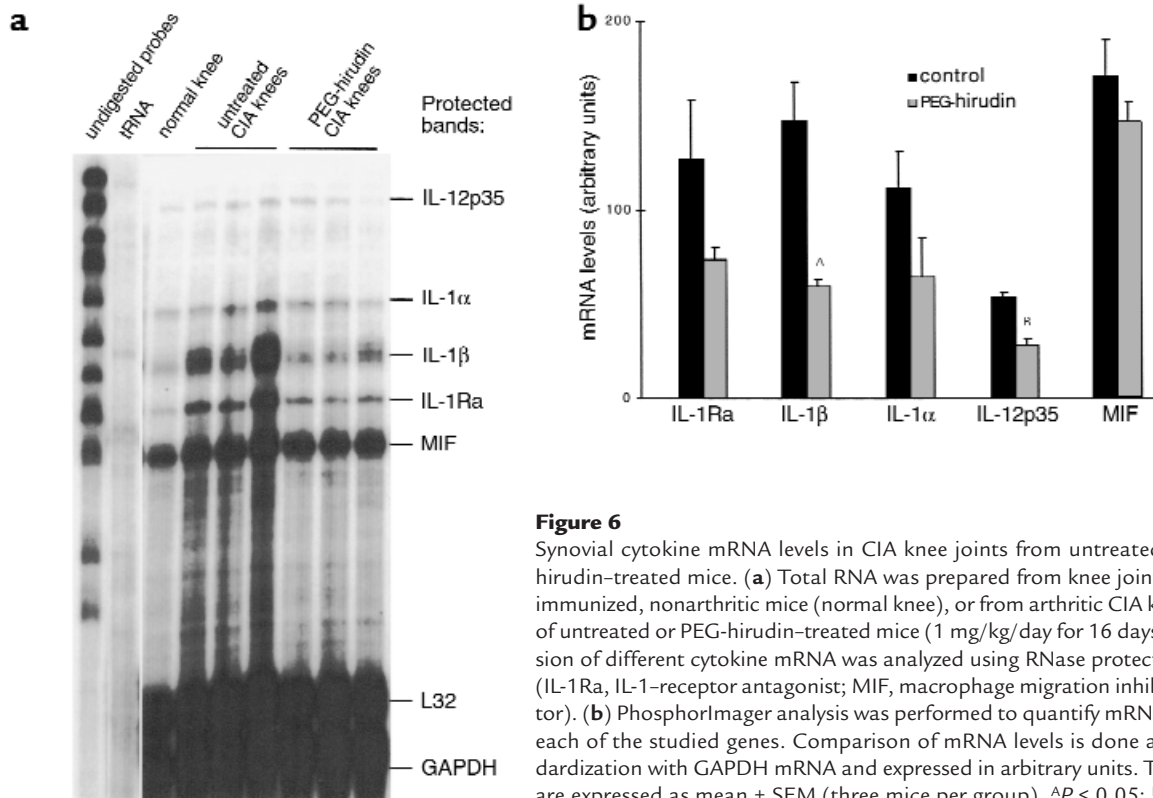 a
undigested probes
tRNA
normal knee
untreated
CIA knees
PEG-hirudin
CIA knees
Protected
bands:
IL-12p35
IL-1α
IL-1β
IL-1Ra
MIF
L32
GAPDH
b
mRNA levels (arbitrary units)
200
100
0
control
PEG-hirudin
A
B
IL-1Ra
IL-1β
IL-1α
IL-12p35
MIF
Figure 6
Synovial cytokine mRNA levels in CIA knee joints from untreated
hirudin–treated mice. (a) Total RNA was prepared from knee join
immunized, nonarthritic mice (normal knee), or from arthritic CIA k
of untreated or PEG-hirudin–treated mice (1 mg/kg/day for 16 days
sion of different cytokine mRNA was analyzed using RNase protect
(IL-1Ra, IL-1–receptor antagonist; MIF, macrophage migration inhil
tor). (b) PhosphorImager analysis was performed to quantify mRN
each of the studied genes. Comparison of mRNA levels is done a
dardization with GAPDH mRNA and expressed in arbitrary units. T
are expressed as mean ± SEM (three mice per group). ᴬP < 0.05;